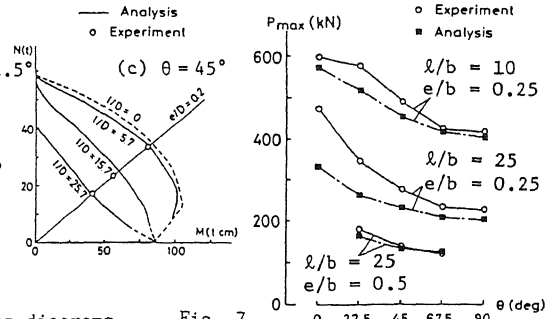 — Analysis
o Experiment
N(t)
.5°
(c) θ = 45°
60
40
20
0
e/D=0.2
l/D=0
l/D=5.7
l/D=15.7
l/D=25.7
M(t cm)
0 50 100
Pmax (kN)
o Experiment
■ Analysis
600
400
200
0
ℓ/b = 10
e/b = 0.25
ℓ/b = 25
e/b = 0.25
ℓ/b = 25
e/b = 0.5
0 22.5 45 67.5 90
θ (deg)
Fig. 7